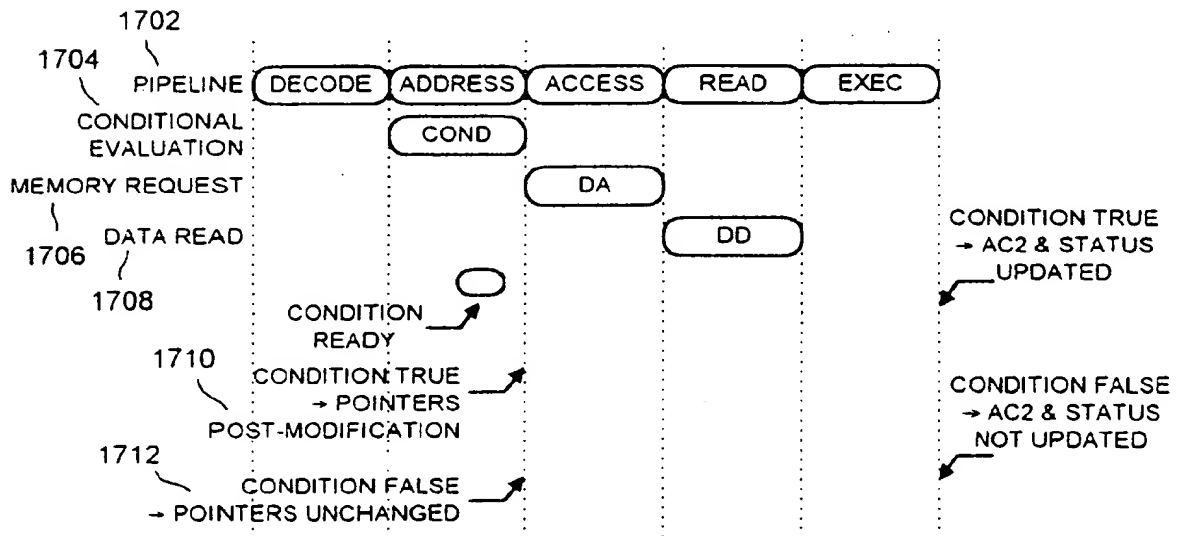 1702
1704
PIPELINE DECODE ADDRESS ACCESS READ EXEC
CONDITIONAL
EVALUATION
COND
MEMORY REQUEST
DA
1706
DATA READ
DD
1708
CONDITION TRUE
→ AC2 & STATUS
UPDATED
CONDITION
READY
1710
CONDITION TRUE
→ POINTERS
POST-MODIFICATION
CONDITION FALSE
→ AC2 & STATUS
NOT UPDATED
1712
CONDITION FALSE
→ POINTERS UNCHANGED